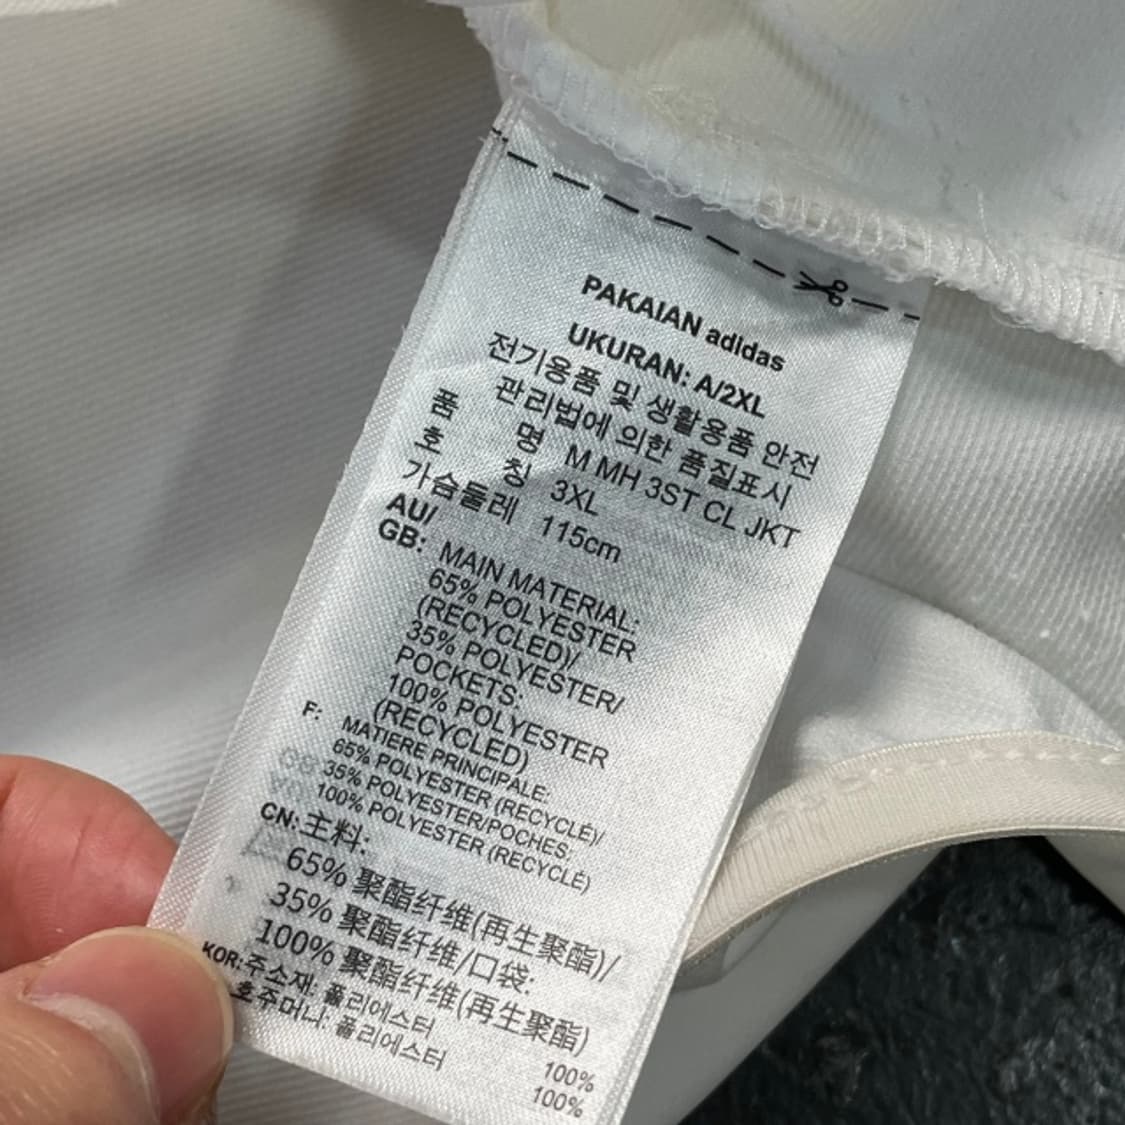 PAKAIAN adidas
UKURAN: A/2XL
전기용품 및 생활용품 안전
관리법에 의한 품질표시
품 명 M MH 3ST CL JKT
호 칭 3XL
가슴둘레 115cm
AU/
GB: MAIN MATERIAL:
65% POLYESTER
(RECYCLED)/
35% POLYESTER/
POCKETS:
100% POLYESTER
(RECYCLED)
F: MATIERE PRINCIPALE:
65% POLYESTER (RECYCLÉ)/
35% POLYESTER/POCHES:
100% POLYESTER (RECYCLÉ)
CN:主料:
65% 聚酯纤维(再生聚酯)/
35% 聚酯纤维/口袋:
100% 聚酯纤维(再生聚酯)
KOR:주소재: 폴리에스터 100%
호주머니: 폴리에스터 100%